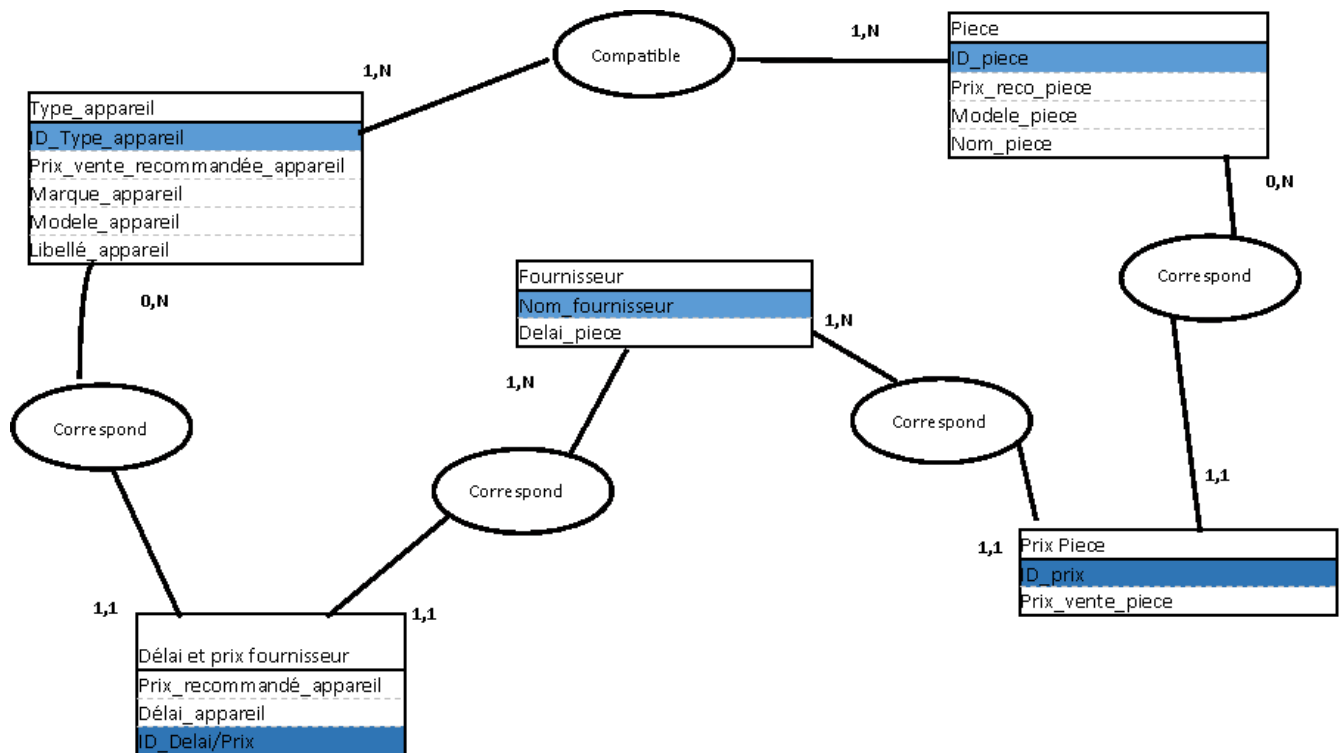 Compatible
1,N
1,N
Piece
ID_piece
Prix_reco_piece
Modele_piece
Nom_piece
Type_appareil
ID_Type_appareil
Prix_vente_recommandée_appareil
Marque_appareil
Modele_appareil
Libellé_appareil
0,N
0,N
Fournisseur
Nom_fournisseur
Delai_piece
1,N
1,N
Correspond
Correspond
Correspond
Correspond
1,1
1,1
Prix Piece
ID_prix
Prix_vente_piece
1,1
1,1
Délai et prix fournisseur
Prix_recommandé_appareil
Délai_appareil
ID_Delai/Prix